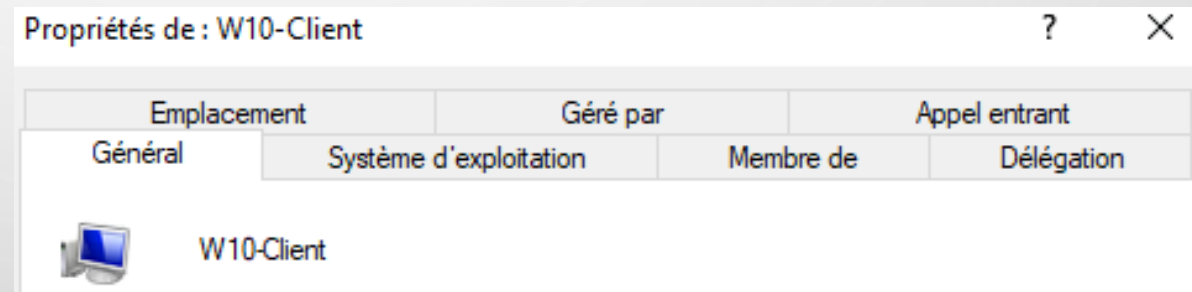 Propriétés de : W10-Client ? ×
Emplacement Géré par Appel entrant
Général Système d'exploitation Membre de Délégation
W10-Client